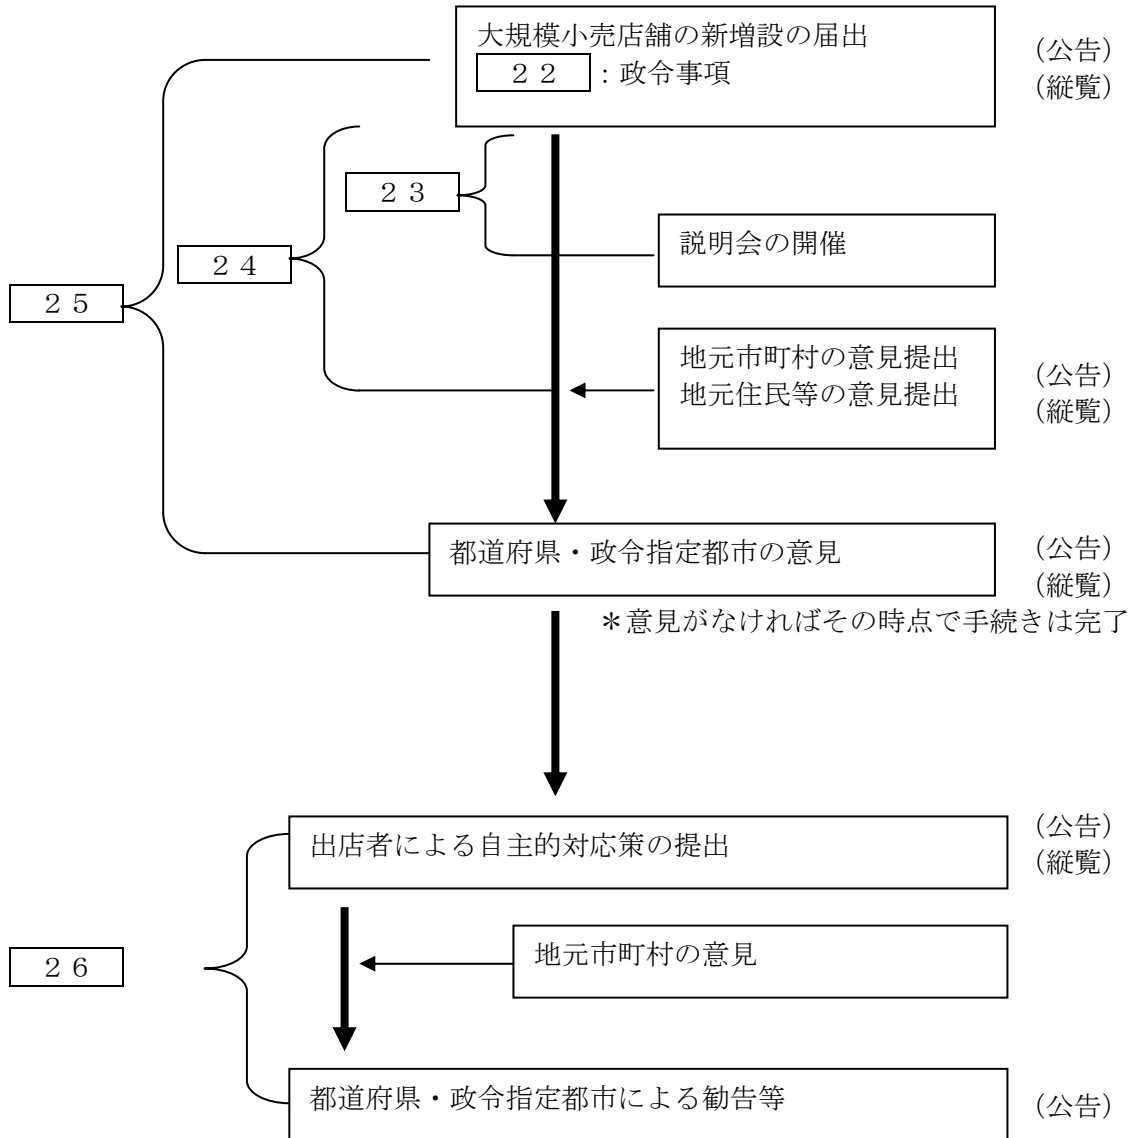 大規模小売店舗の新増設の届出
２２：政令事項
（公告）
（縦覧）
２３
説明会の開催
２４
２５
地元市町村の意見提出
地元住民等の意見提出
（公告）
（縦覧）
都道府県・政令指定都市の意見
（公告）
（縦覧）
＊意見がなければその時点で手続きは完了
出店者による自主的対応策の提出
（公告）
（縦覧）
地元市町村の意見
２６
都道府県・政令指定都市による勧告等
（公告）